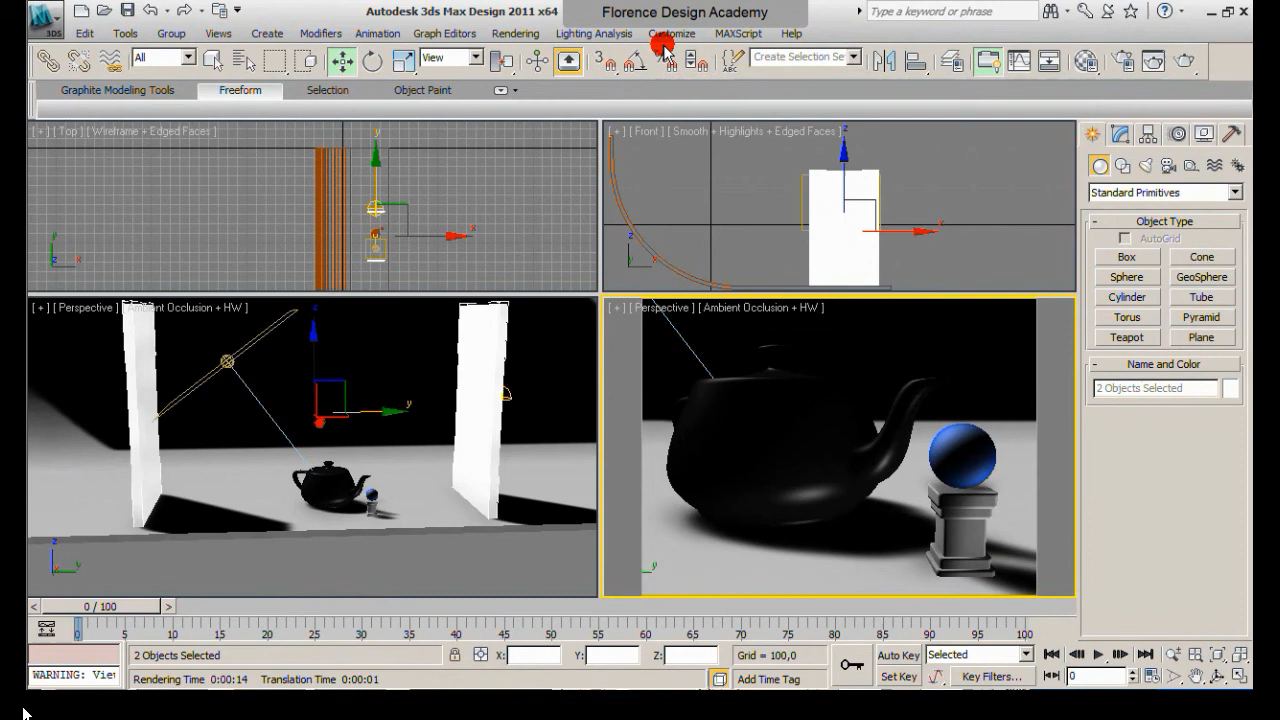 Autodesk 3ds Max Design 2011 x64
Florence Design Academy
Type a keyword or phrase
3DS
Edit Tools Group Views Create Modifiers Animation Graph Editors Rendering Lighting Analysis Customize MAXScript Help
All View 3 ABC Create Selection Se
Graphite Modeling Tools Freeform Selection Object Paint
[ + ] [ Top ] [ Wireframe + Edged Faces ]
[ + ] [ Front ] [ Smooth + Highlights + Edged Faces ]
y
x
y
z x
z
x
z
x
Standard Primitives
Object Type
AutoGrid
Box Cone
Sphere GeoSphere
Cylinder Tube
Torus Pyramid
Teapot Plane
Name and Color
2 Objects Selected
[ + ] [ Perspective ] [ Ambient Occlusion + HW ]
[ + ] [ Perspective ] [ Ambient Occlusion + HW ]
y
z
y
y
0 / 100
0 5 10 15 20 25 30 35 40 45 50 55 60 65 70 75 80 85 90 95 100
2 Objects Selected X: Y: Z: Grid = 100,0 Auto Key Selected
WARNING: Vie
Rendering Time 0:00:1 Translation Time 0:00:01 Add Time Tag Set Key Key Filters... 0